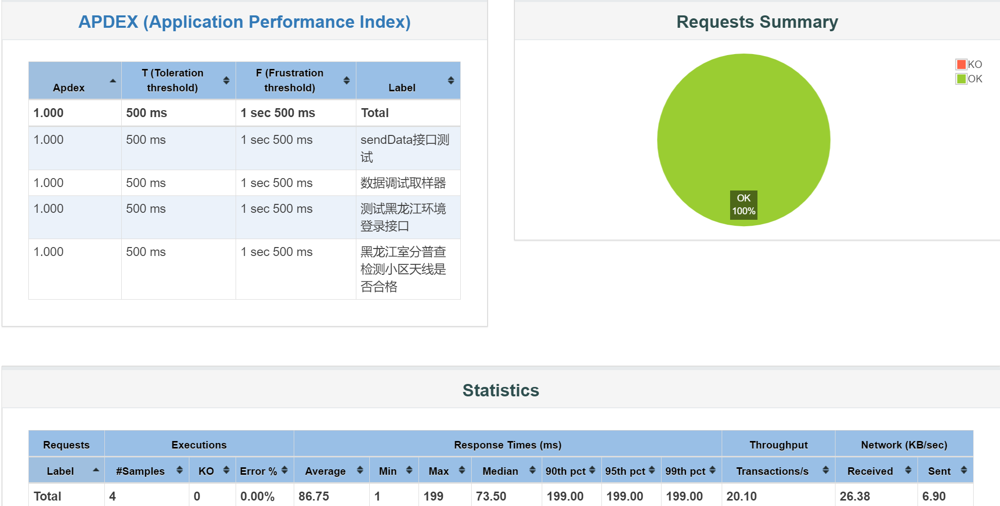 APDEX (Application Performance Index)
Apdex
T (Toleration
threshold)
F (Frustration
threshold)
Label
1.000 500 ms 1 sec 500 ms Total
1.000 500 ms 1 sec 500 ms sendData接口测
试
1.000 500 ms 1 sec 500 ms 数据调试取样器
1.000 500 ms 1 sec 500 ms 测试黑龙江环境
登录接口
1.000 500 ms 1 sec 500 ms 黑龙江室分普查
检测小区天线是
否合格
Requests Summary
KO
OK
OK
100%
Statistics
Requests Executions Response Times (ms) Throughput Network (KB/sec)
Label #Samples KO Error % Average Min Max Median 90th pct 95th pct 99th pct Transactions/s Received Sent
Total 4 0 0.00% 86.75 1 199 73.50 199.00 199.00 199.00 20.10 26.38 6.90